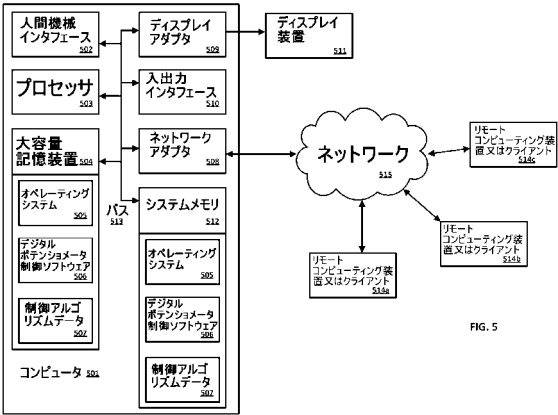 人間機械
インタフェース
502
プロセッサ
503
大容量
記憶装置 504
オペレーティング
システム
505
デジタル
ポテンショメータ
制御ソフトウェア
506
制御アルゴ
リズムデータ
507
コンピュータ 501
バス
513
ディスプレイ
アダプタ
509
入出力
インタフェース
510
ネットワーク
アダプタ
508
システムメモリ
512
オペレーティング
システム
505
デジタル
ポテンショメータ
制御ソフトウェア
506
制御アルゴ
リズムデータ
507
ディスプレイ
装置
511
ネットワーク
515
リモート
コンピューティング装
置又はクライアント
514a
リモート
コンピューティング装
置又はクライアント
514b
リモート
コンピューティング装
置又はクライアント
514c
FIG. 5